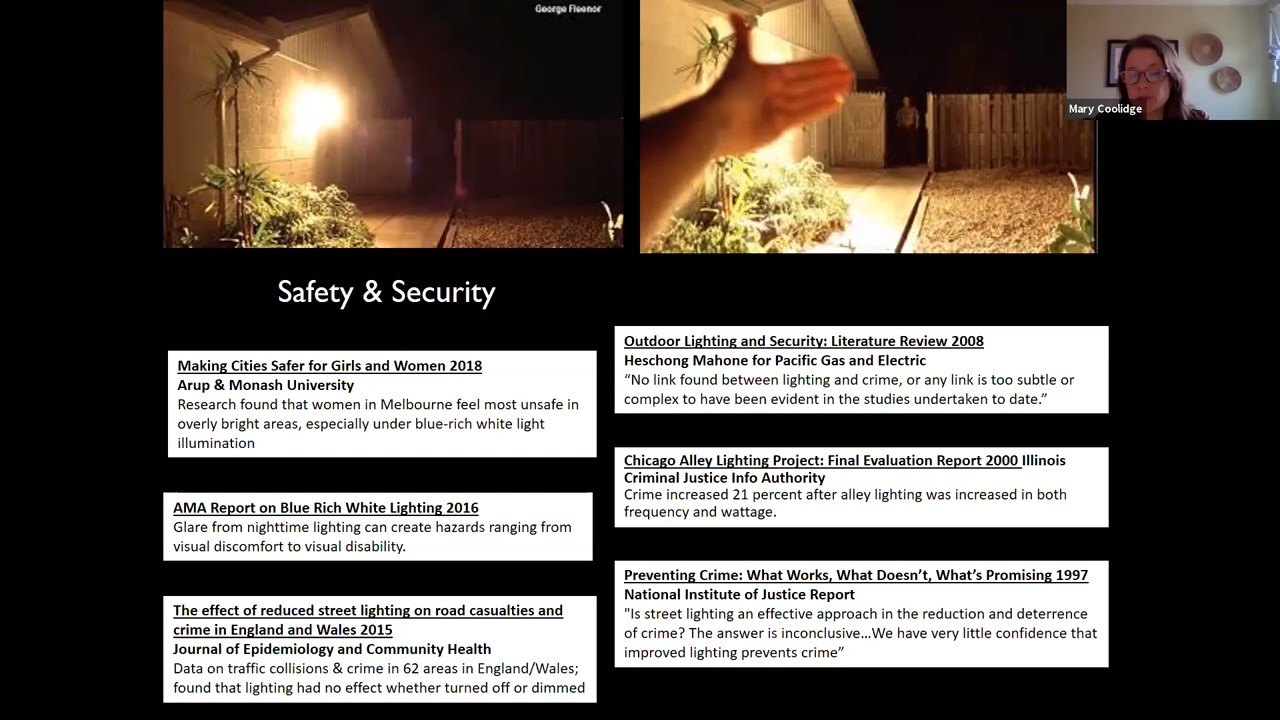 George Fleenor
Mary Coolidge
Safety & Security
Making Cities Safer for Girls and Women 2018
Arup & Monash University
Research found that women in Melbourne feel most unsafe in
overly bright areas, especially under blue-rich white light
illumination
AMA Report on Blue Rich White Lighting 2016
Glare from nighttime lighting can create hazards ranging from
visual discomfort to visual disability.
The effect of reduced street lighting on road casualties and
crime in England and Wales 2015
Journal of Epidemiology and Community Health
Data on traffic collisions & crime in 62 areas in England/Wales;
found that lighting had no effect whether turned off or dimmed
Outdoor Lighting and Security: Literature Review 2008
Heschong Mahone for Pacific Gas and Electric
“No link found between lighting and crime, or any link is too subtle or
complex to have been evident in the studies undertaken to date.”
Chicago Alley Lighting Project: Final Evaluation Report 2000 Illinois
Criminal Justice Info Authority
Crime increased 21 percent after alley lighting was increased in both
frequency and wattage.
Preventing Crime: What Works, What Doesn’t, What’s Promising 1997
National Institute of Justice Report
"Is street lighting an effective approach in the reduction and deterrence
of crime? The answer is inconclusive…We have very little confidence that
improved lighting prevents crime”